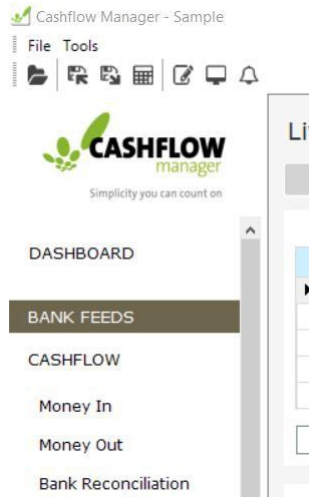 Cashflow Manager - Sample
File Tools
CASHFLOW
manager
Simplicity you can count on
Li
DASHBOARD
BANK FEEDS
CASHFLOW
Money In
Money Out
Bank Reconciliation